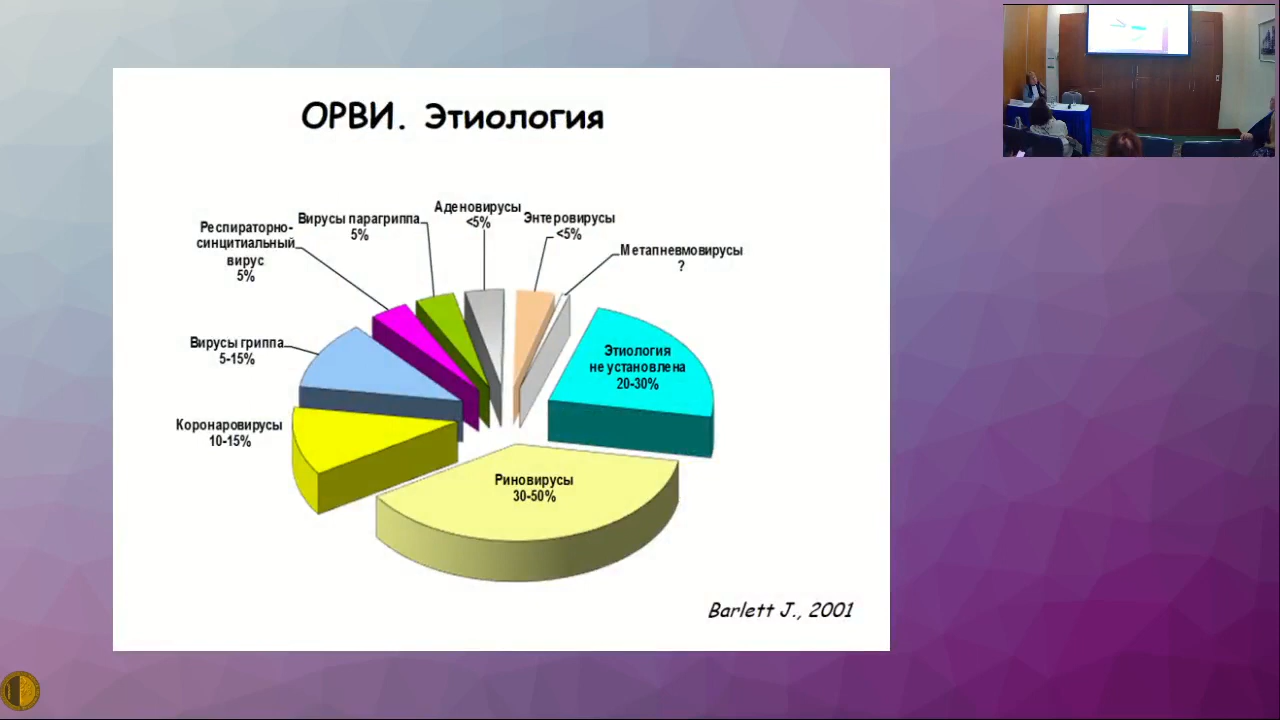 ОРВИ. Этиология
Аденовирусы
<5%
Вирусы парагриппа
5%
Энтеровирусы
<5%
Респираторно-
синцитиальный
вирус
5%
Метапневмовирусы
?
Вирусы гриппа
5-15%
Этиология
не установлена
20-30%
Коронаровирусы
10-15%
Риновирусы
30-50%
Barlett J., 2001